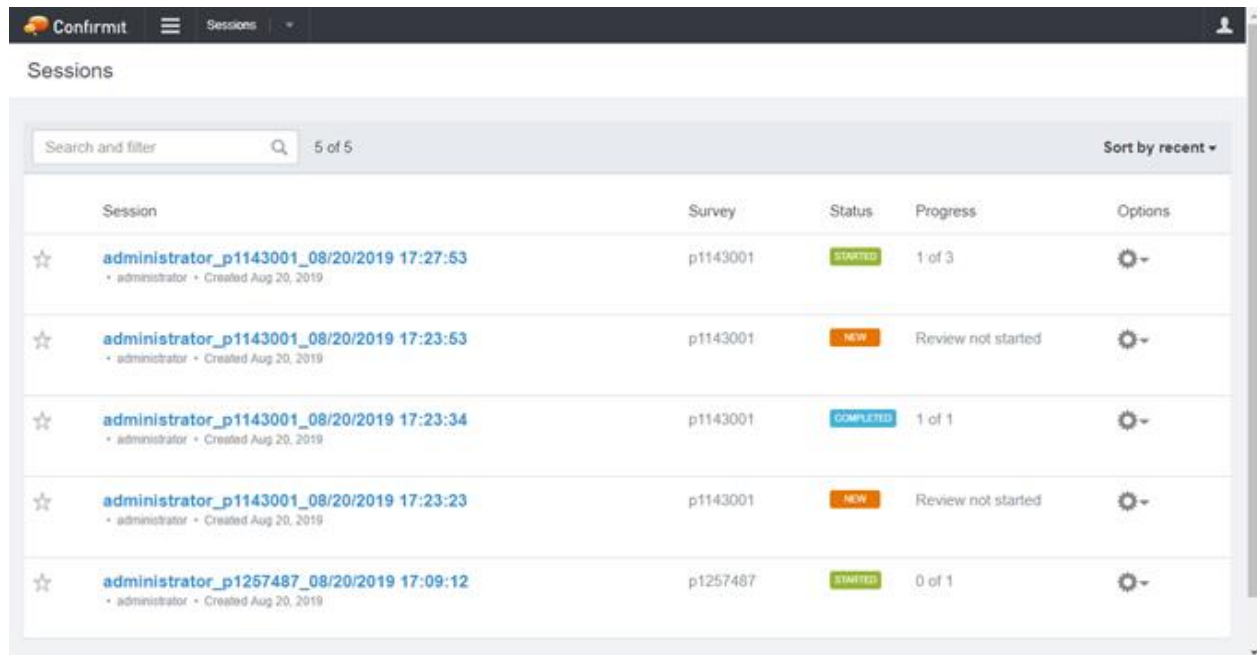 Confirmit Sessions
Sessions
Search and filter 5 of 5 Sort by recent
Session Survey Status Progress Options
administrator_p1143001_08/20/2019 17:27:53 p1143001 STARTED 1 of 3
• administrator • Created Aug 20, 2019
administrator_p1143001_08/20/2019 17:23:53 p1143001 NEW Review not started
• administrator • Created Aug 20, 2019
administrator_p1143001_08/20/2019 17:23:34 p1143001 COMPLETED 1 of 1
• administrator • Created Aug 20, 2019
administrator_p1143001_08/20/2019 17:23:23 p1143001 NEW Review not started
• administrator • Created Aug 20, 2019
administrator_p1257487_08/20/2019 17:09:12 p1257487 STARTED 0 of 1
• administrator • Created Aug 20, 2019